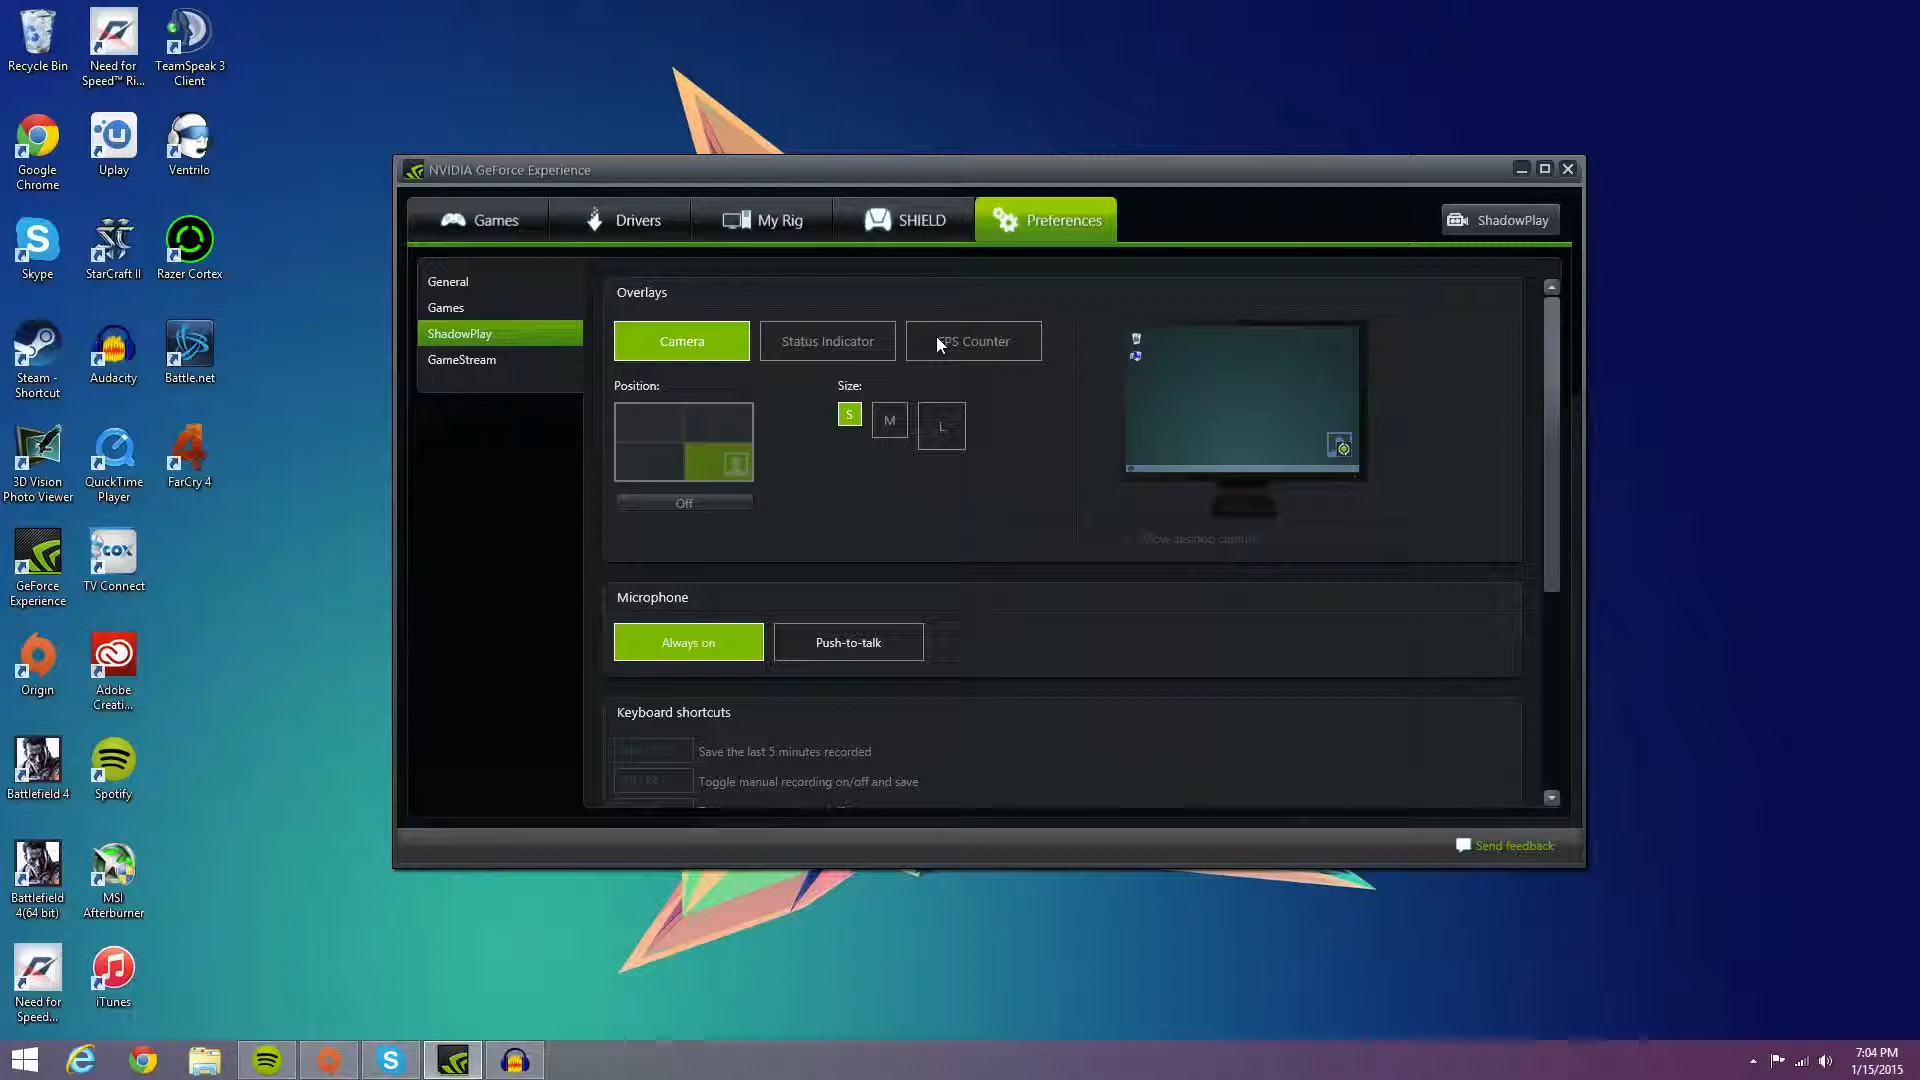 Recycle Bin
Need for
Speed™ Ri...
TeamSpeak 3
Client
Google
Chrome
Uplay
Ventrilo
Skype
StarCraft II
Razer Cortex
Steam -
Shortcut
Audacity
Battle.net
3D Vision
Photo Viewer
QuickTime
Player
FarCry 4
GeForce
Experience
COX
TV Connect
Origin
Adobe
Creati...
Battlefield 4
Spotify
Battlefield
4(64 bit)
MSI
Afterburner
Need for
Speed...
iTunes
NVIDIA GeForce Experience
Games
Drivers
My Rig
SHIELD
Preferences
ShadowPlay
General
Games
ShadowPlay
GameStream
Overlays
Camera
Status Indicator
FPS Counter
Position:
Size:
S
M
L
Off
View desktop capture
Microphone
Always on
Push-to-talk
Keyboard shortcuts
Save the last 5 minutes recorded
Toggle manual recording on/off and save
Send feedback
7:04 PM
1/15/2015